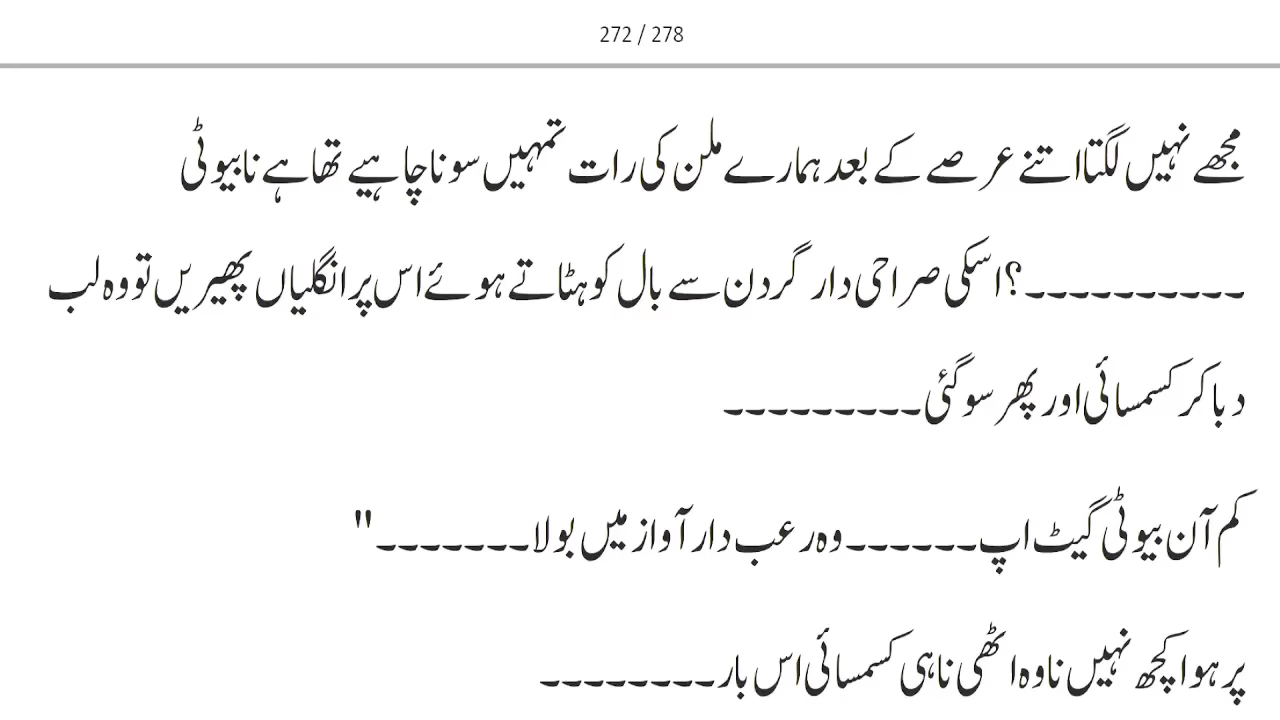 272 / 278
مجھے نہیں لگتا اتنے عرصے کے بعد ہمارے ملن کی رات تمہیں سونا چاہیے تھا ہے نا بیوٹی
۔۔۔۔۔۔۔۔۔۔؟ اسکی صراحی دار گردن سے بال کو ہٹاتے ہوئے اس پر انگلیاں پھیریں تو وہ لب
دبا کر کسمسائی اور پھر سو گئی۔۔۔۔۔۔۔۔۔
کم آن بیوٹی گیٹ اپ۔۔۔۔۔۔وہ رعب دار آواز میں بولا۔۔۔۔۔۔۔"
پر ہوا کچھ نہیں نا وہ اٹھی نا ہی کسمسائی اس بار۔۔۔۔۔۔۔۔